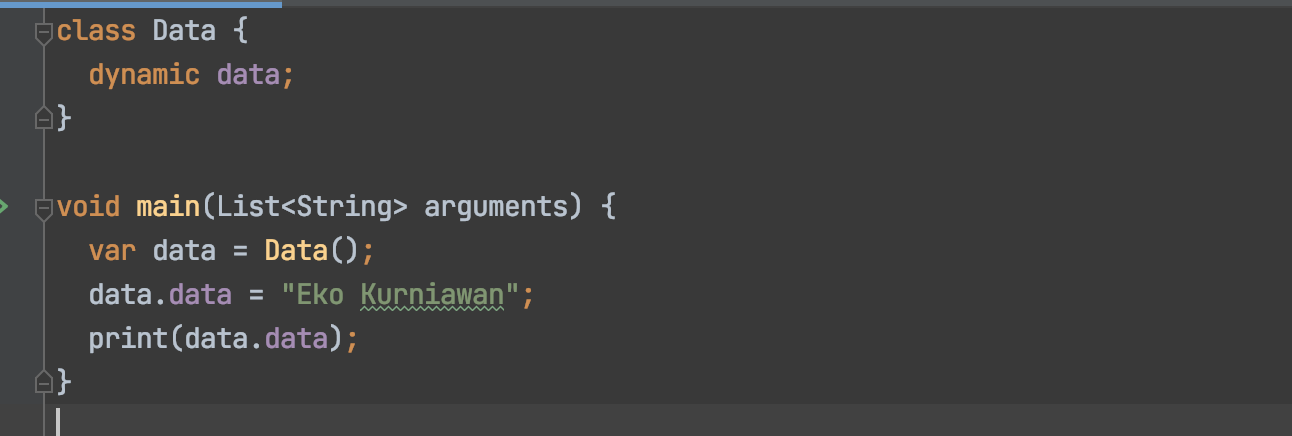 class Data {
  dynamic data;
}

void main(List<String> arguments) {
  var data = Data();
  data.data = "Eko Kurniawan";
  print(data.data);
}